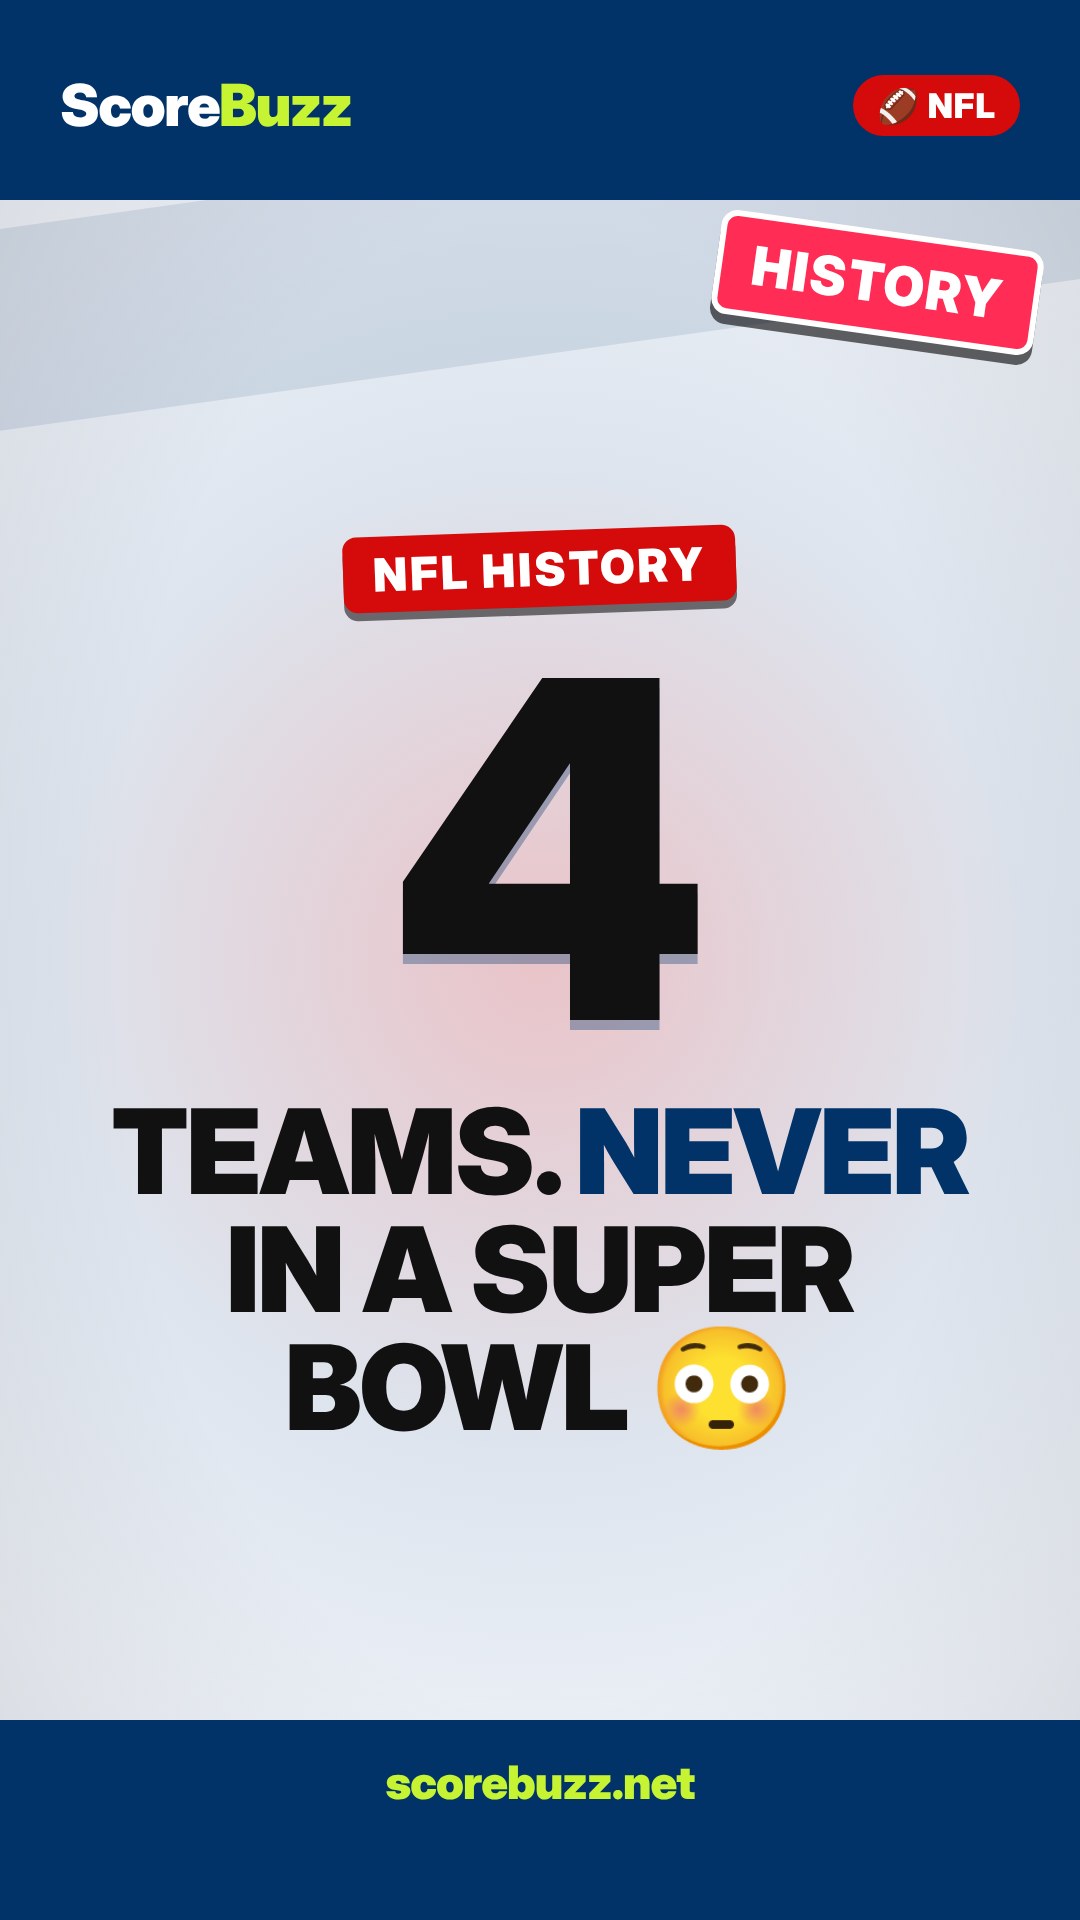 ScoreBuzz
🏈 NFL
HISTORY
NFL HISTORY
4
TEAMS. NEVER
IN A SUPER
BOWL 😳
scorebuzz.net